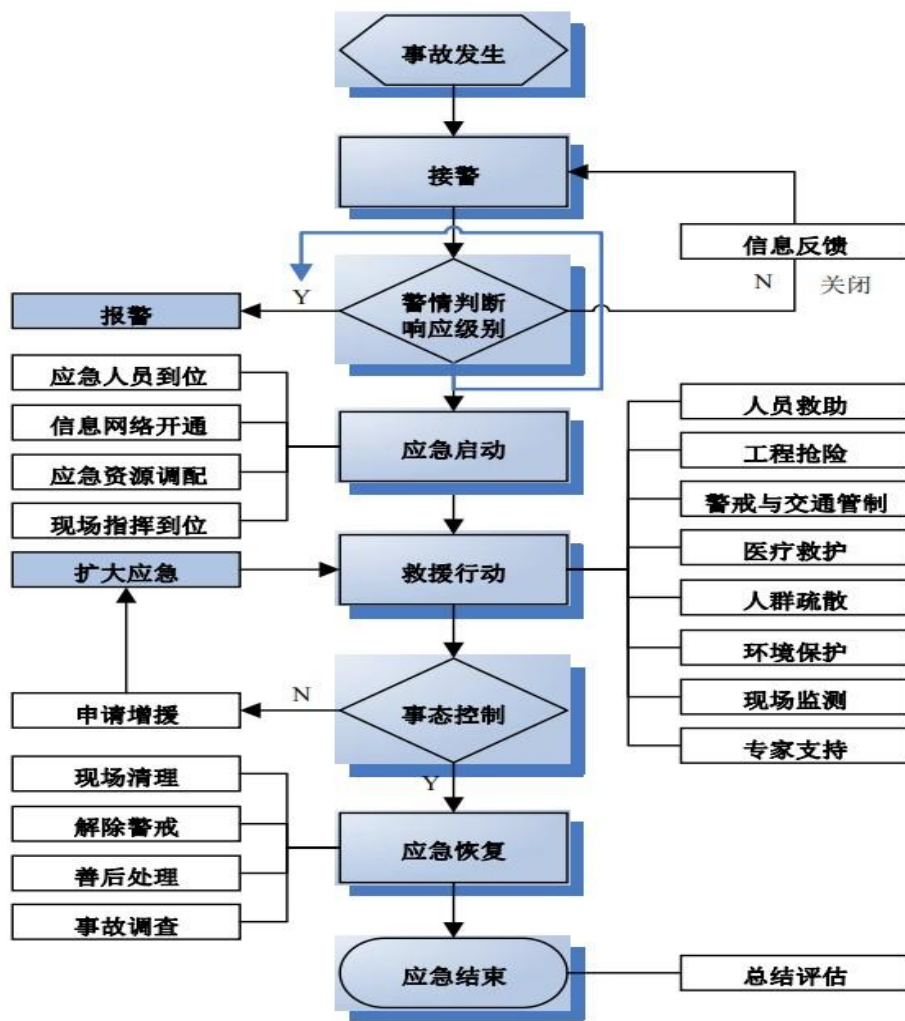 事故发生
接警
信息反馈
N
关闭
Y
警情判断
响应级别
报警
应急人员到位
信息网络开通
应急资源调配
现场指挥到位
应急启动
人员救助
工程抢险
警戒与交通管制
医疗救护
人群疏散
环境保护
现场监测
专家支持
扩大应急
救援行动
N
申请增援
事态控制
Y
现场清理
解除警戒
善后处理
事故调查
应急恢复
应急结束
总结评估